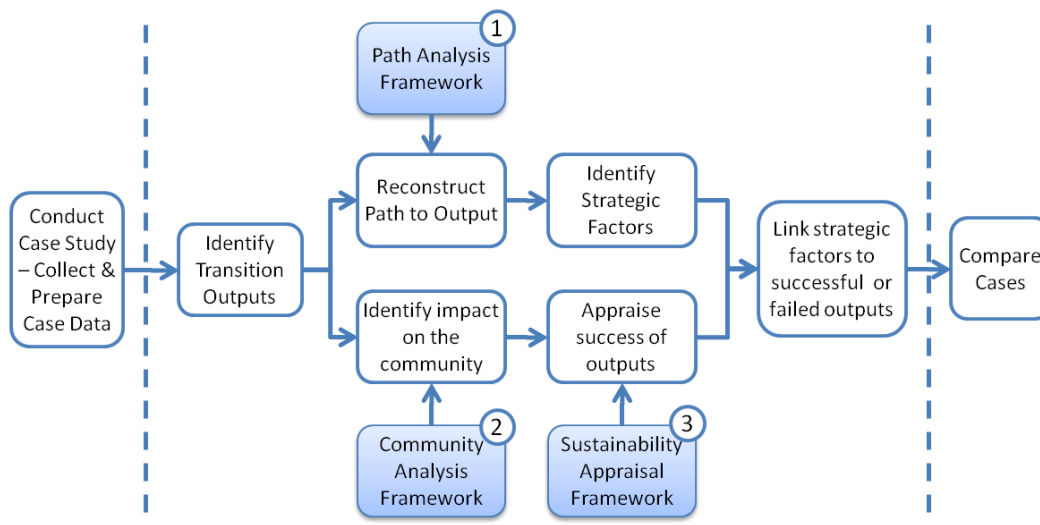 1
Path Analysis
Framework
Reconstruct
Path to Output
Identify
Strategic
Factors
Conduct
Case Study
– Collect &
Prepare
Case Data
Identify
Transition
Outputs
Link strategic
factors to
successful or
failed outputs
Compare
Cases
Identify impact
on the
community
Appraise
success of
outputs
2
Community
Analysis
Framework
3
Sustainability
Appraisal
Framework